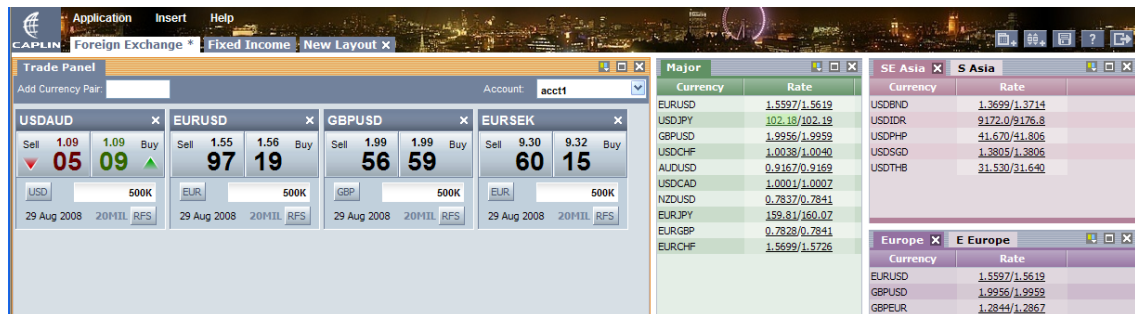 Application Insert Help
CAPLIN Foreign Exchange * Fixed Income New Layout x
Trade Panel
Add Currency Pair: Account: acct1
USDAUD x EURUSD x GBPUSD x EURSEK x
Sell 1.09 1.09 Buy Sell 1.55 1.56 Buy Sell 1.99 1.99 Buy Sell 9.30 9.32 Buy
05 09 97 19 56 59 60 15
USD 500K EUR 500K GBP 500K EUR 500K
29 Aug 2008 20MIL RFS 29 Aug 2008 20MIL RFS 29 Aug 2008 20MIL RFS 29 Aug 2008 20MIL RFS
Major
Currency Rate
EURUSD 1.5597/1.5619
USDJPY 102.18/102.19
GBPUSD 1.9956/1.9959
USDCHF 1.0038/1.0040
AUDUSD 0.9167/0.9169
USDCAD 1.0001/1.0007
NZDUSD 0.7837/0.7841
EURJPY 159.81/160.07
EURGBP 0.7828/0.7841
EURCHF 1.5699/1.5726
SE Asia x S Asia
Currency Rate
USDBND 1.3699/1.3714
USDIDR 9172.0/9176.8
USDPHP 41.670/41.806
USDSGD 1.3805/1.3806
USDTHB 31.530/31.640
Europe x E Europe
Currency Rate
EURUSD 1.5597/1.5619
GBPUSD 1.9956/1.9959
GBPEUR 1.2844/1.2867